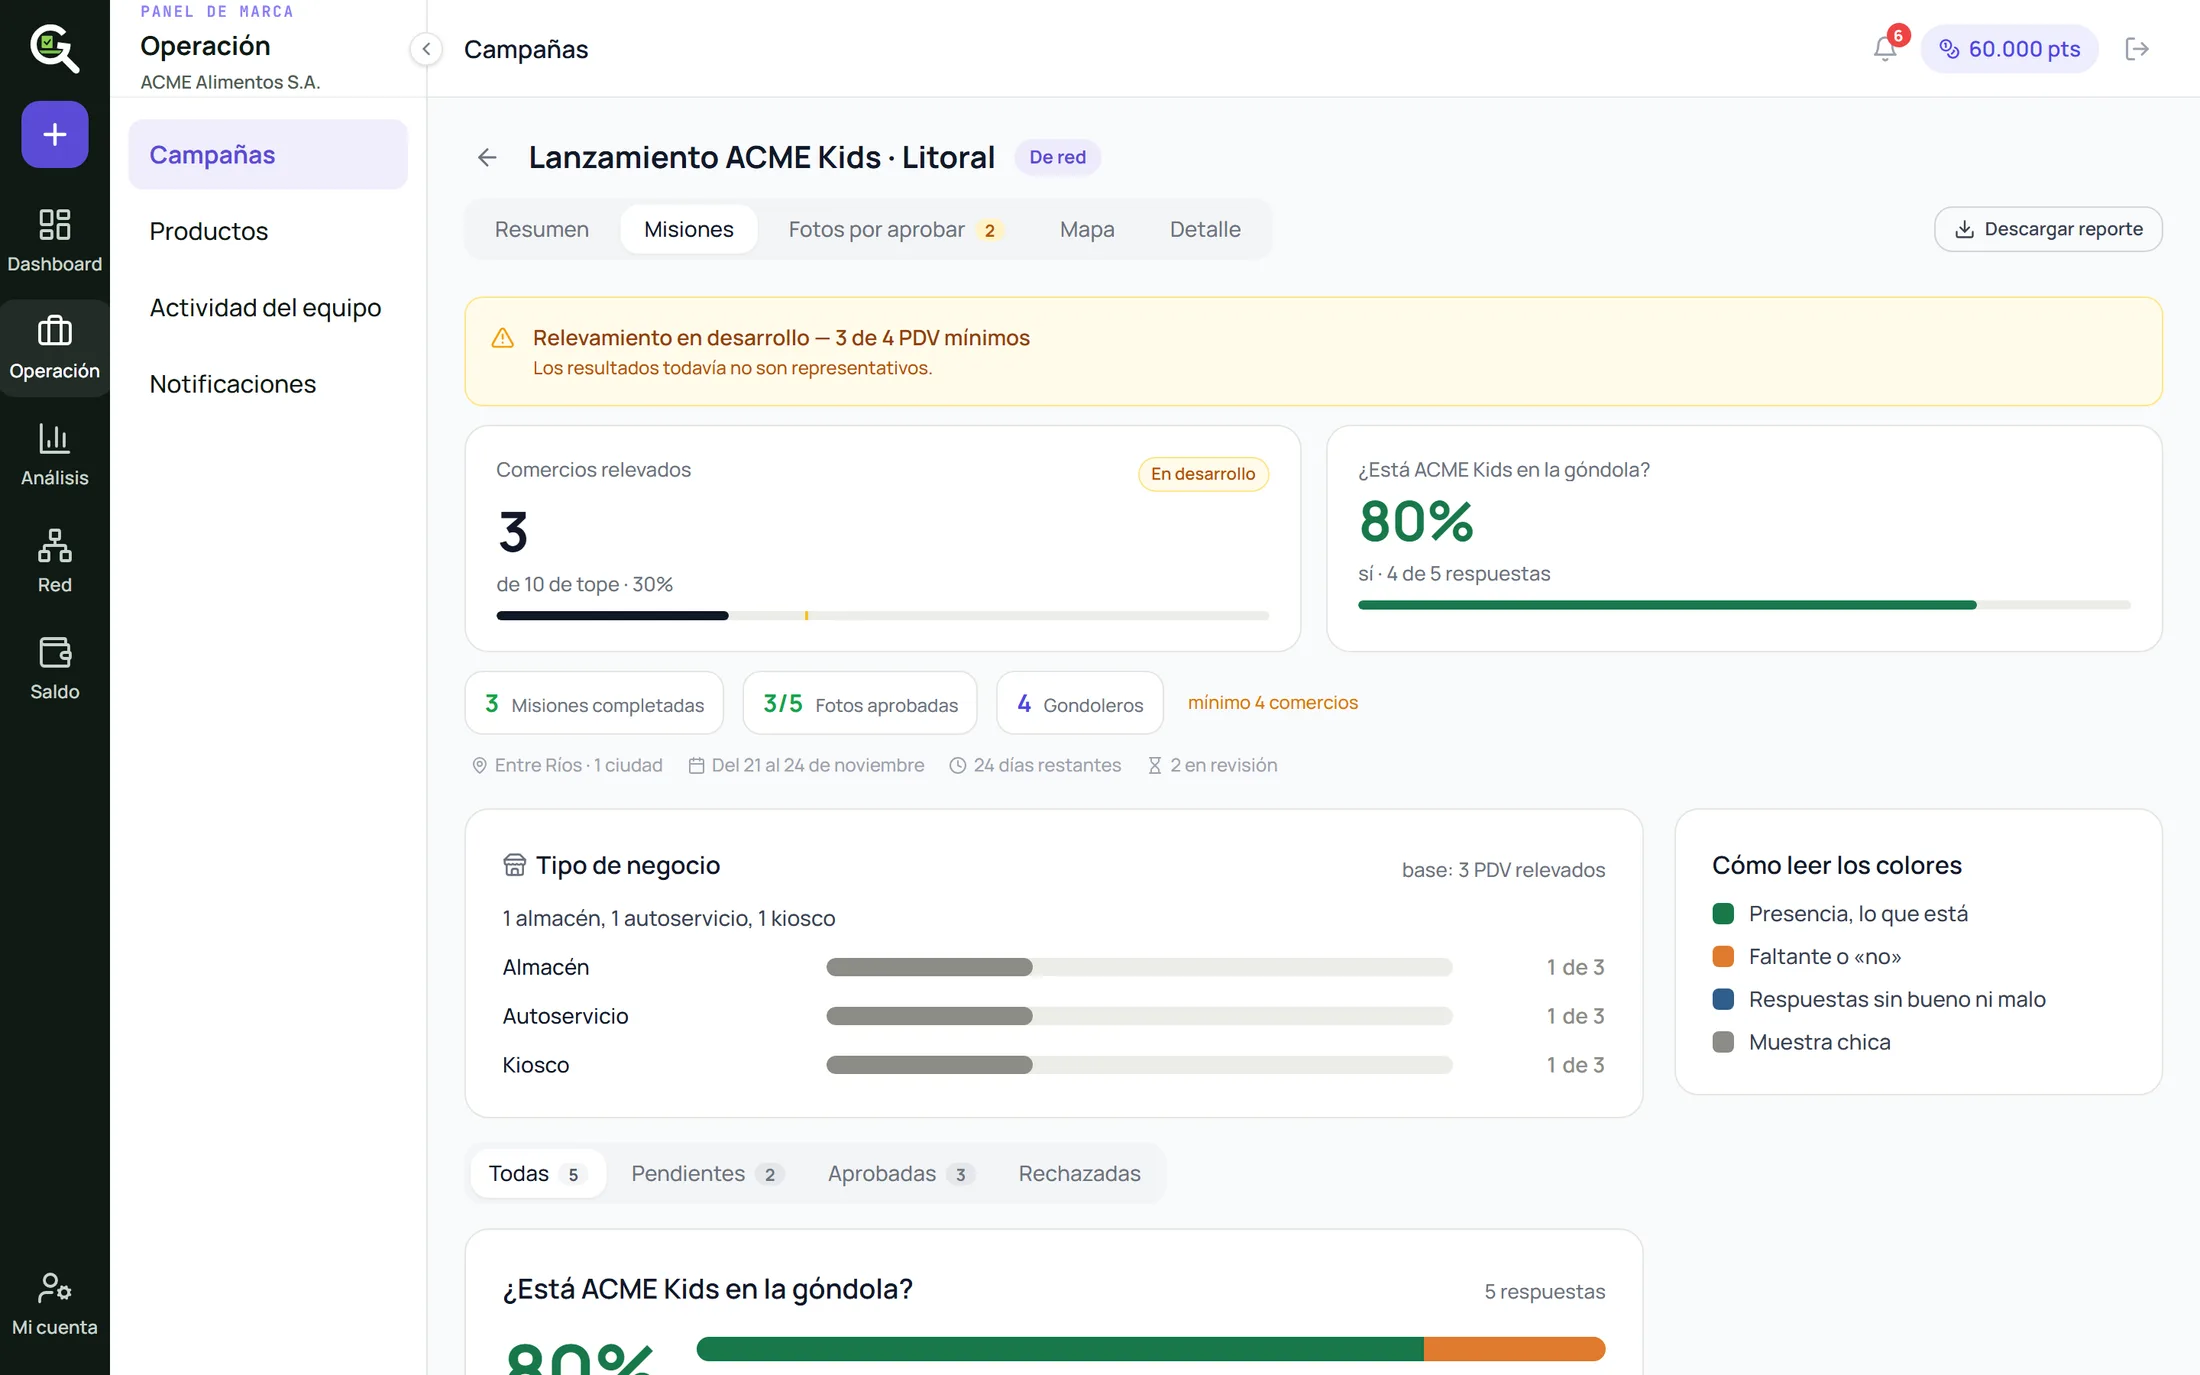 PANEL DE MARCA
Operación
ACME Alimentos S.A.
Campañas
6
60.000 pts
Dashboard
Operación
Análisis
Red
Saldo
Mi cuenta
Campañas
Productos
Actividad del equipo
Notificaciones
Lanzamiento ACME Kids · Litoral
De red
Resumen
Misiones
Fotos por aprobar 2
Mapa
Detalle
Descargar reporte
Relevamiento en desarrollo — 3 de 4 PDV mínimos
Los resultados todavía no son representativos.
Comercios relevados
En desarrollo
3
de 10 de tope · 30%
¿Está ACME Kids en la góndola?
80%
sí · 4 de 5 respuestas
3 Misiones completadas
3/5 Fotos aprobadas
4 Gondoleros
mínimo 4 comercios
Entre Ríos · 1 ciudad
Del 21 al 24 de noviembre
24 días restantes
2 en revisión
Tipo de negocio
base: 3 PDV relevados
1 almacén, 1 autoservicio, 1 kiosco
Almacén
1 de 3
Autoservicio
1 de 3
Kiosco
1 de 3
Cómo leer los colores
Presencia, lo que está
Faltante o «no»
Respuestas sin bueno ni malo
Muestra chica
Todas 5
Pendientes 2
Aprobadas 3
Rechazadas
¿Está ACME Kids en la góndola?
5 respuestas
80%